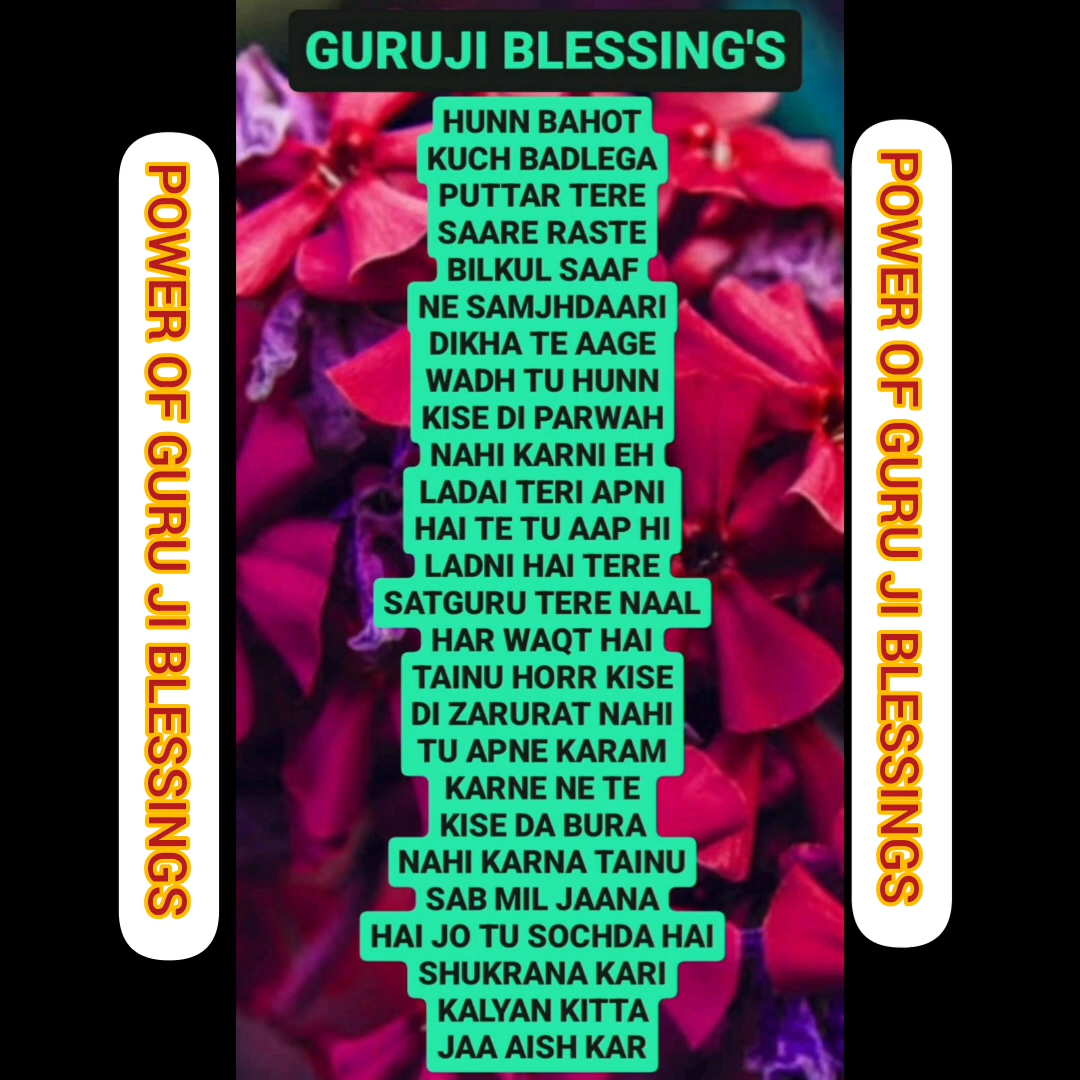 GURUJI BLESSING'S
HUNN BAHOT
KUCH BADLEGA
PUTTAR TERE
SAARE RASTE
BILKUL SAAF
NE SAMJHDAARI
DIKHA TE AAGE
WADH TU HUNN
KISE DI PARWAH
NAHI KARNI EH
LADAI TERI APNI
HAI TE TU AAP HI
LADNI HAI TERE
SATGURU TERE NAAL
HAR WAQT HAI
TAINU HORR KISE
DI ZARURAT NAHI
TU APNE KARAM
KARNE NE TE
KISE DA BURA
NAHI KARNA TAINU
SAB MIL JAANA
HAI JO TU SOCHDA HAI
SHUKRANA KARI
KALYAN KITTA
JAA AISH KAR
POWER OF GURU JI BLESSINGS
POWER OF GURU JI BLESSINGS